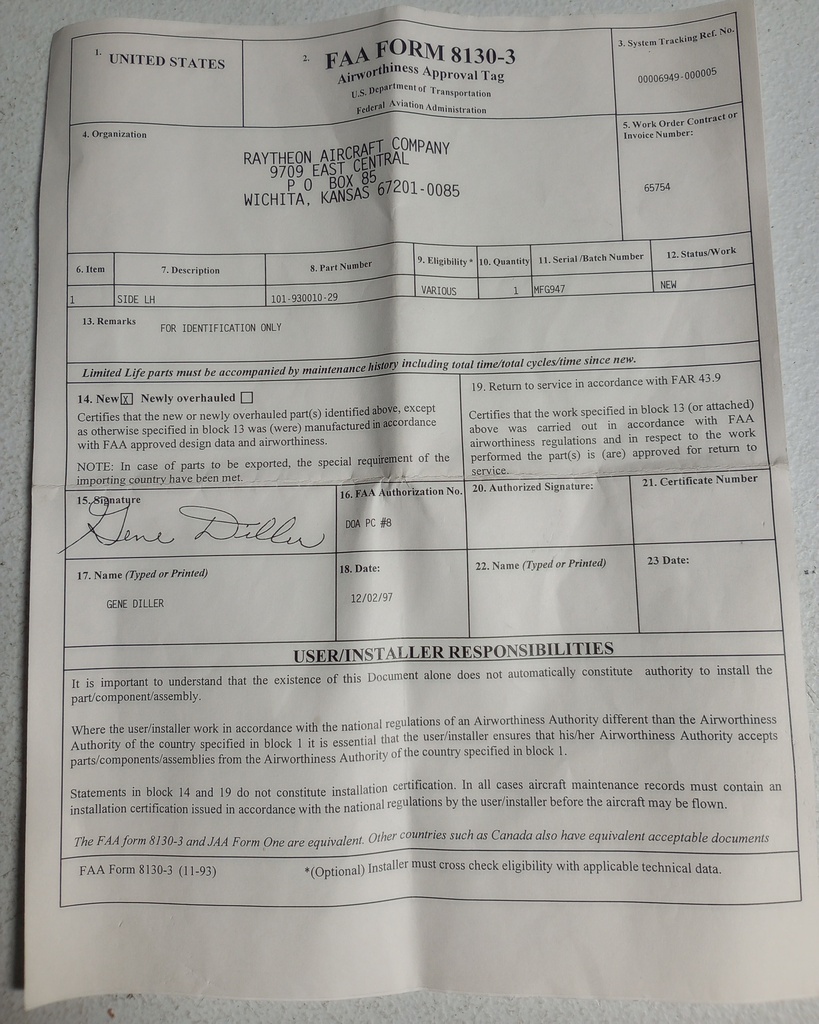 1. UNITED STATES
2. FAA FORM 8130-3
Airworthiness Approval Tag
U.S. Department of Transportation
Federal Aviation Administration
3. System Tracking Ref. No.
00006949-000005
4. Organization
RAYTHEON AIRCRAFT COMPANY
9709 EAST CENTRAL
P O BOX 85
WICHITA, KANSAS 67201-0085
5. Work Order Contract or
Invoice Number:
65754
6. Item 7. Description 8. Part Number 9. Eligibility * 10. Quantity 11. Serial /Batch Number 12. Status/Work
1 SIDE LH 101-930010-29 VARIOUS 1 MFG947 NEW
13. Remarks FOR IDENTIFICATION ONLY
Limited Life parts must be accompanied by maintenance history including total time/total cycles/time since new.
14. New X Newly overhauled
Certifies that the new or newly overhauled part(s) identified above, except
as otherwise specified in block 13 was (were) manufactured in accordance
with FAA approved design data and airworthiness.
NOTE: In case of parts to be exported, the special requirement of the
importing country have been met.
19. Return to service in accordance with FAR 43.9
Certifies that the work specified in block 13 (or attached)
above was carried out in accordance with FAA
airworthiness regulations and in respect to the work
performed the part(s) is (are) approved for return to
service.
15. Signature
Gene Diller
16. FAA Authorization No.
DOA PC #8
20. Authorized Signature:
21. Certificate Number
17. Name (Typed or Printed)
GENE DILLER
18. Date:
12/02/97
22. Name (Typed or Printed)
23 Date:
USER/INSTALLER RESPONSIBILITIES
It is important to understand that the existence of this Document alone does not automatically constitute authority to install the
part/component/assembly.
Where the user/installer work in accordance with the national regulations of an Airworthiness Authority different than the Airworthiness
Authority of the country specified in block 1 it is essential that the user/installer ensures that his/her Airworthiness Authority accepts
parts/components/assemblies from the Airworthiness Authority of the country specified in block 1.
Statements in block 14 and 19 do not constitute installation certification. In all cases aircraft maintenance records must contain an
installation certification issued in accordance with the national regulations by the user/installer before the aircraft may be flown.
The FAA form 8130-3 and JAA Form One are equivalent. Other countries such as Canada also have equivalent acceptable documents
FAA Form 8130-3 (11-93) *(Optional) Installer must cross check eligibility with applicable technical data.